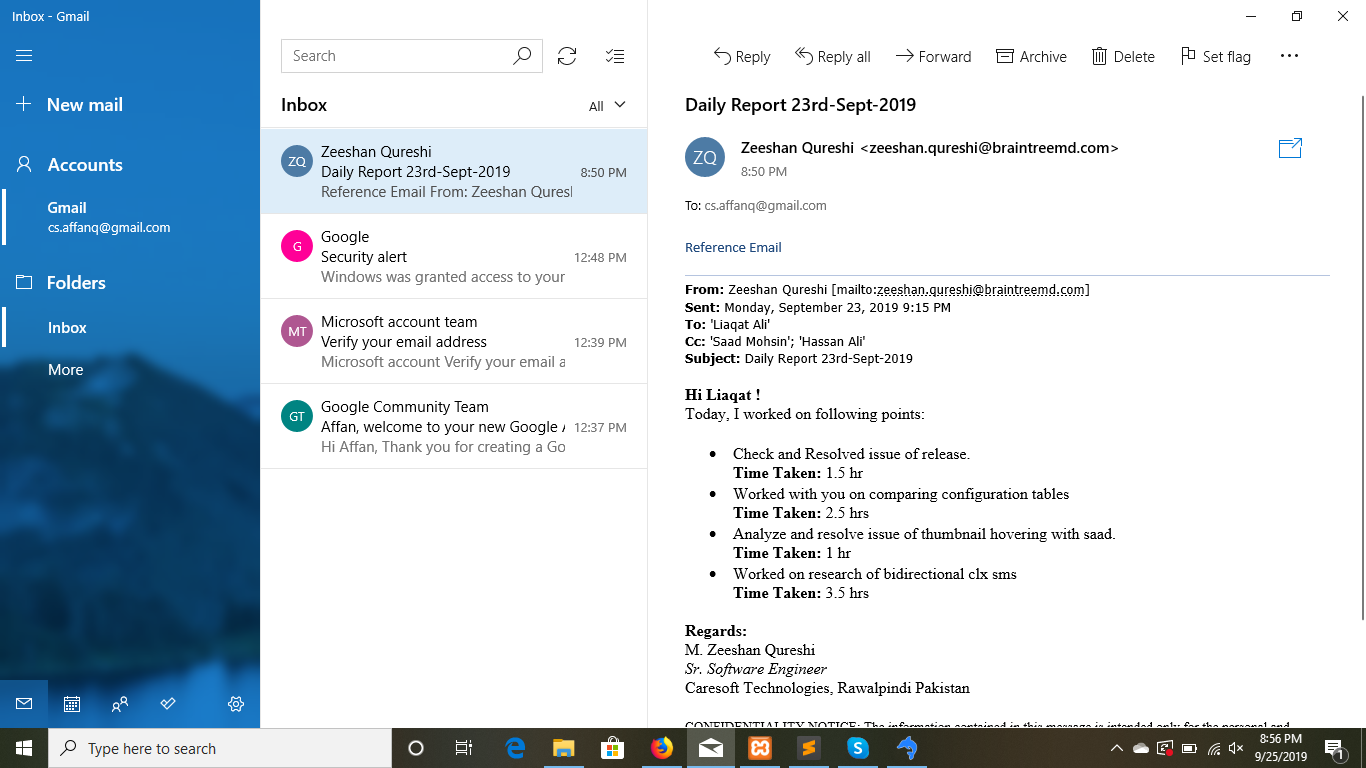 Inbox - Gmail
New mail
Accounts
Gmail
cs.affanq@gmail.com
Folders
Inbox
More
Search
Inbox
All
ZQ
Zeeshan Qureshi
Daily Report 23rd-Sept-2019
8:50 PM
Reference Email From: Zeeshan Qures
G
Google
Security alert
12:48 PM
Windows was granted access to your
MT
Microsoft account team
Verify your email address
12:39 PM
Microsoft account Verify your email a
GT
Google Community Team
Affan, welcome to your new Google
12:37 PM
Hi Affan, Thank you for creating a Go
Reply
Reply all
Forward
Archive
Delete
Set flag
Daily Report 23rd-Sept-2019
ZQ
Zeeshan Qureshi <zeeshan.qureshi@braintreemd.com>
8:50 PM
To: cs.affanq@gmail.com
Reference Email
From: Zeeshan Qureshi [mailto:zeeshan.qureshi@braintreemd.com]
Sent: Monday, September 23, 2019 9:15 PM
To: 'Liaqat Ali'
Cc: 'Saad Mohsin'; 'Hassan Ali'
Subject: Daily Report 23rd-Sept-2019
Hi Liaqat !
Today, I worked on following points:
• Check and Resolved issue of release.
Time Taken: 1.5 hr
• Worked with you on comparing configuration tables
Time Taken: 2.5 hrs
• Analyze and resolve issue of thumbnail hovering with saad.
Time Taken: 1 hr
• Worked on research of bidirectional clx sms
Time Taken: 3.5 hrs
Regards:
M. Zeeshan Qureshi
Sr. Software Engineer
Caresoft Technologies, Rawalpindi Pakistan
CONFIDENTIALITY NOTICE: The information contained in this message is intended only for the personal and
Type here to search
8:56 PM
9/25/2019
1